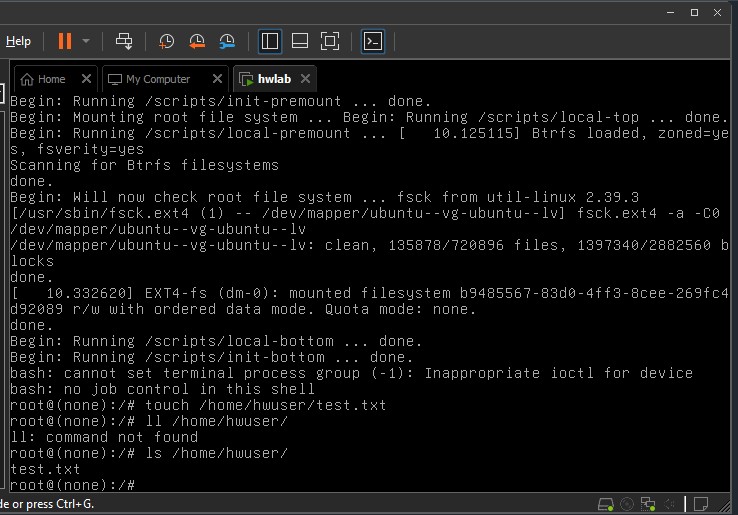 Help
Home
My Computer
hwlab
Begin: Running /scripts/init-premount ... done.
Begin: Mounting root file system ... Begin: Running /scripts/local-top ... done.
Begin: Running /scripts/local-premount ... [   10.125115] Btrfs loaded, zoned=ye
s, fsverity=yes
Scanning for Btrfs filesystems
done.
Begin: Will now check root file system ... fsck from util-linux 2.39.3
[/usr/sbin/fsck.ext4 (1) -- /dev/mapper/ubuntu--vg-ubuntu--lv] fsck.ext4 -a -C0
/dev/mapper/ubuntu--vg-ubuntu--lv
/dev/mapper/ubuntu--vg-ubuntu--lv: clean, 135878/720896 files, 1397340/2882560 b
locks
done.
[   10.332620] EXT4-fs (dm-0): mounted filesystem b9485567-83d0-4ff3-8cee-269fc4
d92089 r/w with ordered data mode. Quota mode: none.
done.
Begin: Running /scripts/local-bottom ... done.
Begin: Running /scripts/init-bottom ... done.
bash: cannot set terminal process group (-1): Inappropriate ioctl for device
bash: no job control in this shell
root@(none):/# touch /home/hwuser/test.txt
root@(none):/# ll /home/hwuser/
ll: command not found
root@(none):/# ls /home/hwuser/
test.txt
root@(none):/#
de or press Ctrl+G.